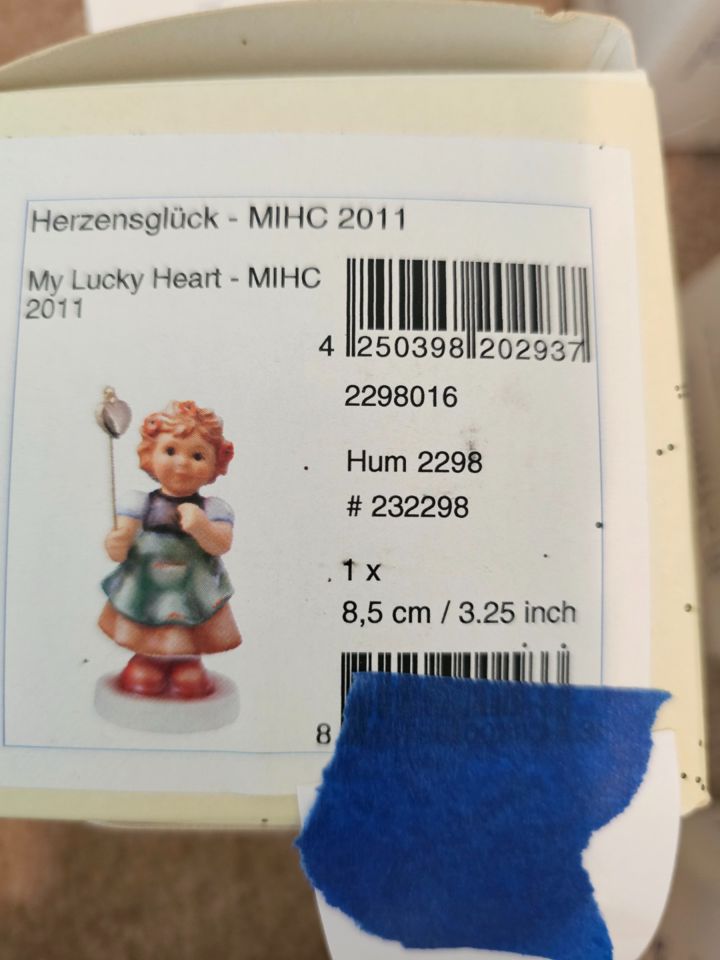 Herzensglück - MIHC 2011
My Lucky Heart - MIHC
2011
4 250398 202937
2298016
Hum 2298
# 232298
1 x
8,5 cm / 3.25 inch
8